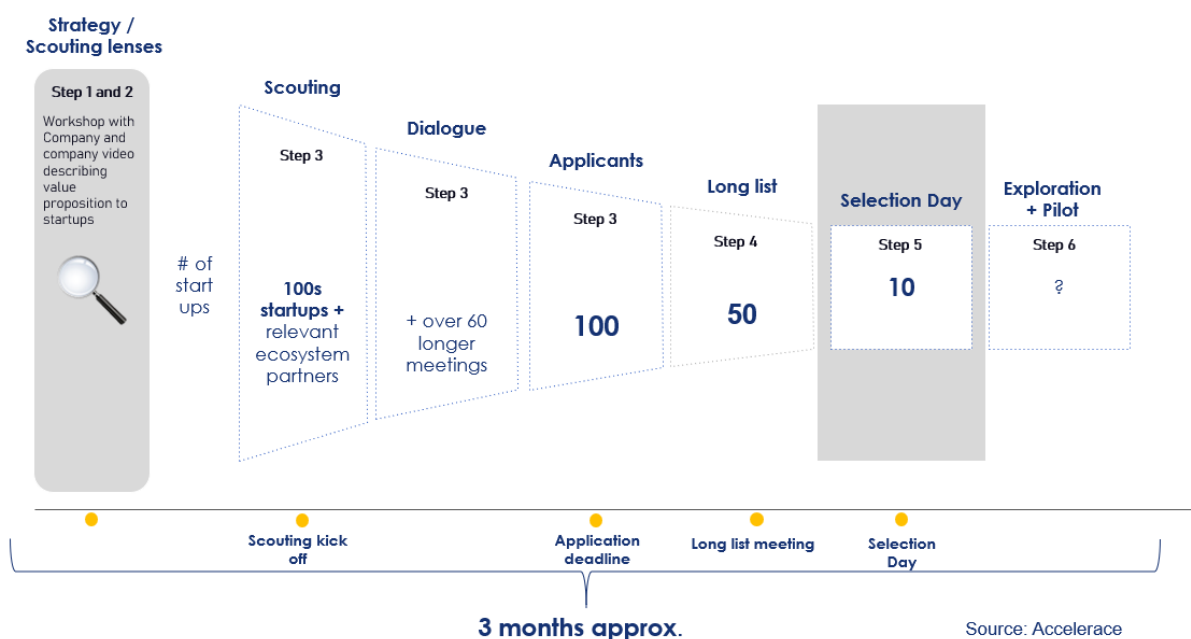 Strategy /
Scouting lenses
Step 1 and 2
Workshop with
Company and
company video
describing
value
proposition to
startups
# of
start
ups
Scouting
Step 3
100s
startups +
relevant
ecosystem
partners
Dialogue
Step 3
+ over 60
longer
meetings
Applicants
Step 3
100
Long list
Step 4
50
Selection Day
Step 5
10
Exploration
+ Pilot
Step 6
?
Scouting kick
off
Application
deadline
Long list meeting
Selection
Day
3 months approx.
Source: Accelerace